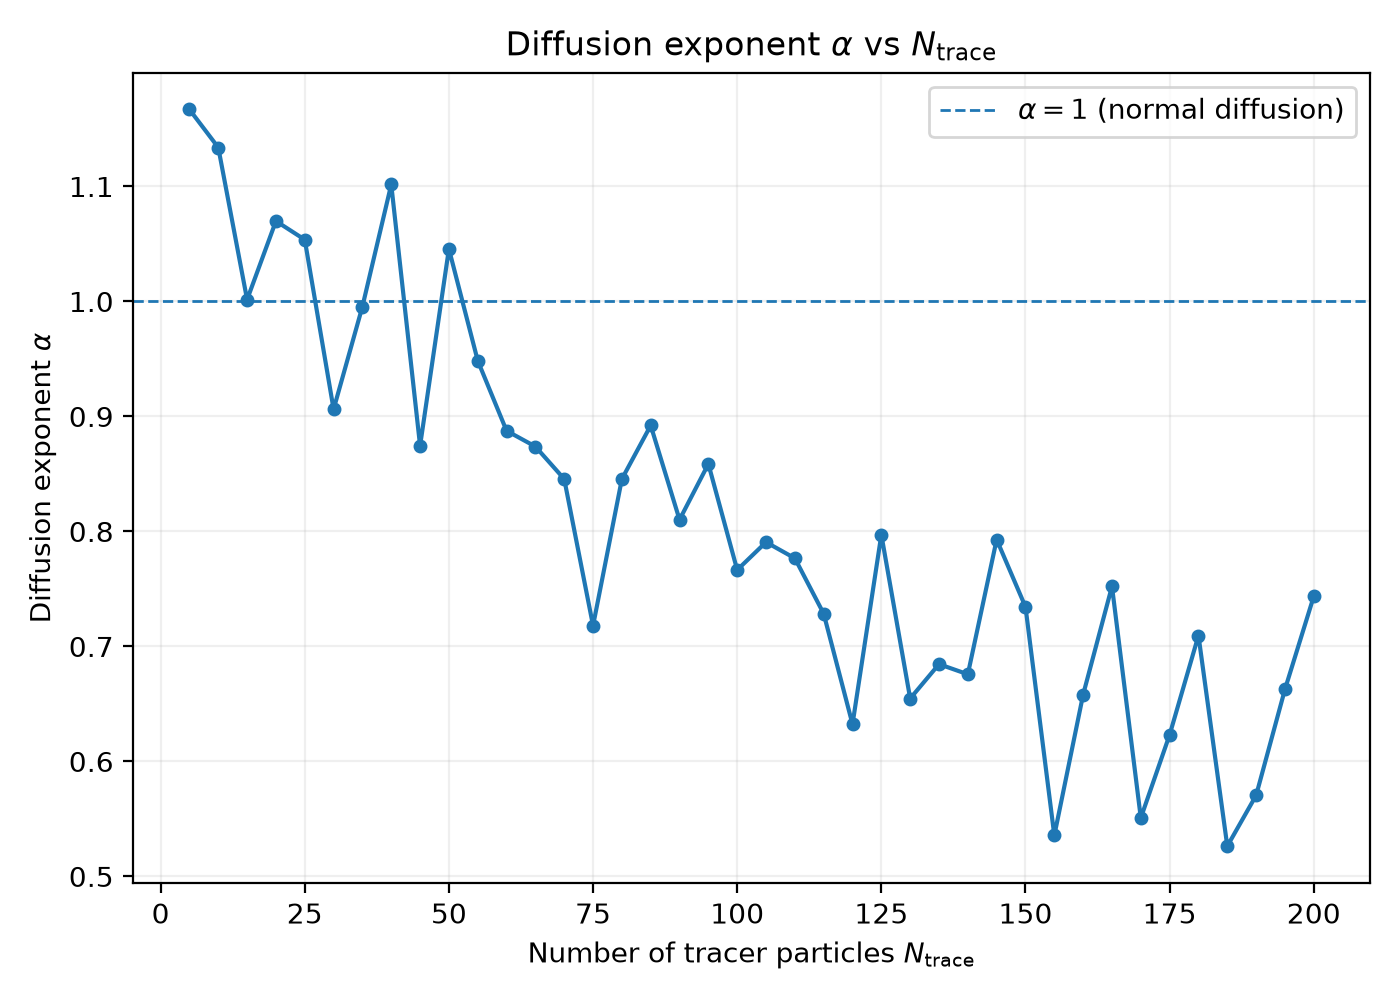 Diffusion exponent α vs N_trace
α = 1 (normal diffusion)
Diffusion exponent α
1.1
1.0
0.9
0.8
0.7
0.6
0.5
0 25 50 75 100 125 150 175 200
Number of tracer particles N_trace